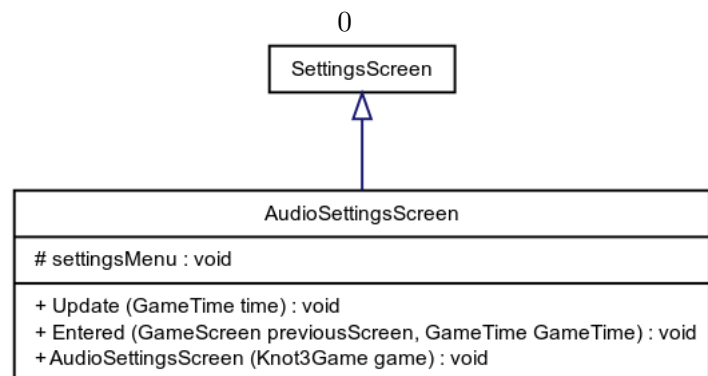 0
SettingsScreen
AudioSettingsScreen
# settingsMenu : void
+ Update (GameTime time) : void
+ Entered (GameScreen previousScreen, GameTime GameTime) : void
+AudioSettingsScreen (Knot3Game game) : void